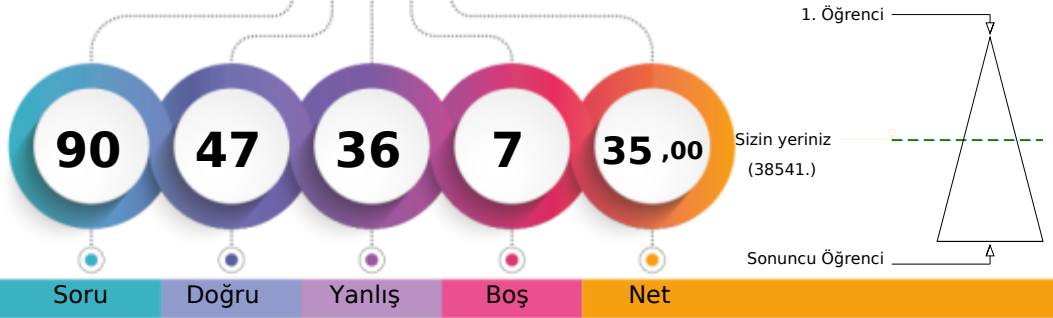 1. Öğrenci
90 47 36 7 35 ,00
Sizin yeriniz
(38541.)
Sonuncu Öğrenci
Soru Doğru Yanlış Boş Net